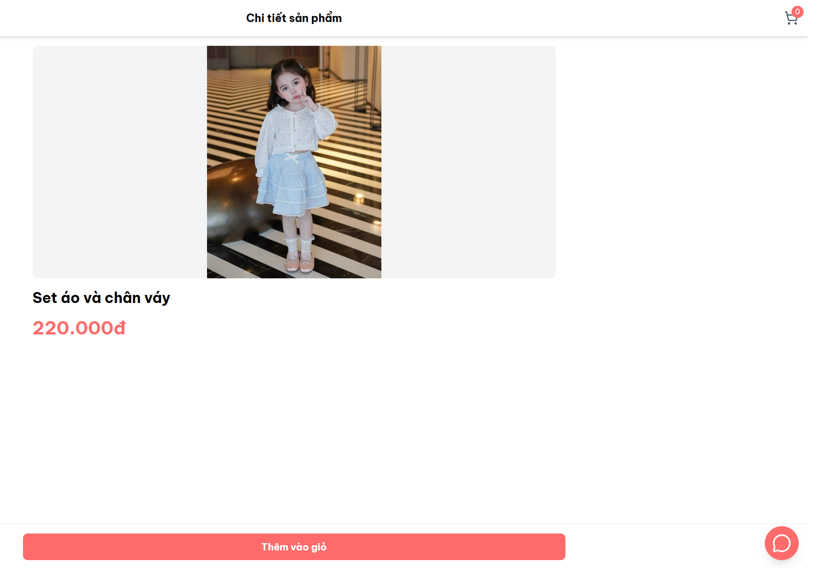 Chi tiết sản phẩm
0
Set áo và chân váy
220.000đ
Thêm vào giỏ